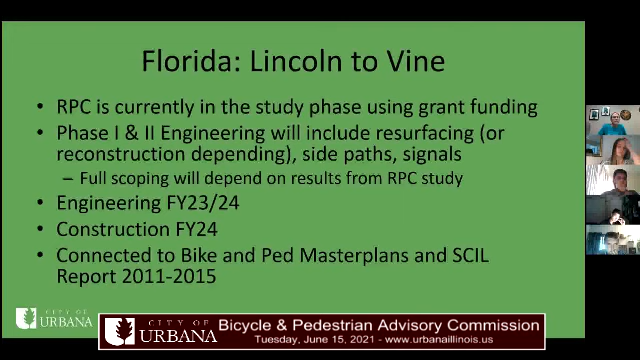 Florida: Lincoln to Vine
• RPC is currently in the study phase using grant funding
• Phase I & II Engineering will include resurfacing (or
reconstruction depending), side paths, signals
– Full scoping will depend on results from RPC study
• Engineering FY23/24
• Construction FY24
• Connected to Bike and Ped Masterplans and SCIL
Report 2011-2015
CITY OF
URBANA
CITY OF
URBANA
Bicycle & Pedestrian Advisory Commission
Tuesday, June 15, 2021 - www.urbanaillinois.us